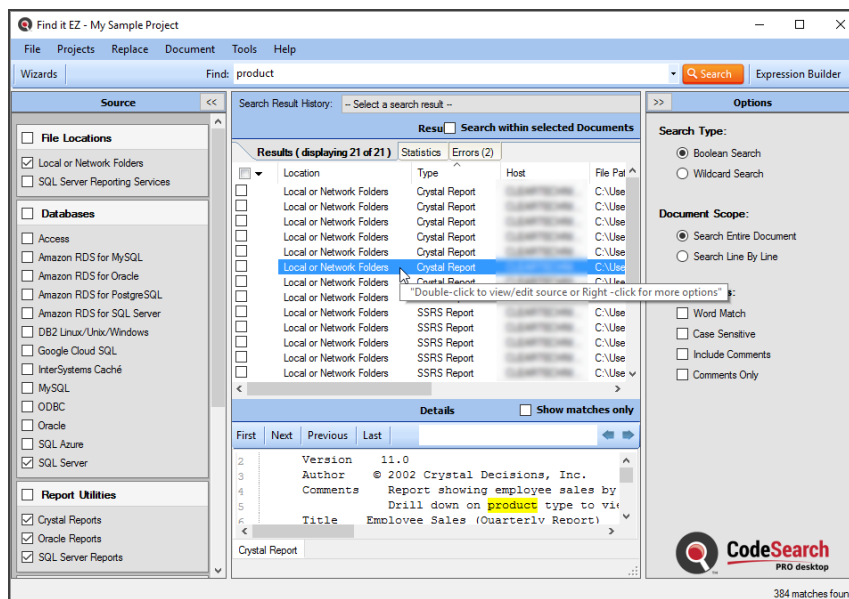 Find it EZ - My Sample Project
File Projects Replace Document Tools Help
Wizards Find: product Search Expression Builder
Source <<
File Locations
Local or Network Folders
SQL Server Reporting Services
Databases
Access
Amazon RDS for MySQL
Amazon RDS for Oracle
Amazon RDS for PostgreSQL
Amazon RDS for SQL Server
DB2 Linux/Unix/Windows
Google Cloud SQL
InterSystems Caché
MySQL
ODBC
Oracle
SQL Azure
SQL Server
Report Utilities
Crystal Reports
Oracle Reports
SQL Server Reports
Search Result History: -- Select a search result --
Resu Search within selected Documents
Results ( displaying 21 of 21 ) Statistics Errors (2)
Location Type Host File Pat
Local or Network Folders Crystal Report C:\Use
Local or Network Folders Crystal Report C:\Use
Local or Network Folders Crystal Report C:\Use
Local or Network Folders Crystal Report C:\Use
Local or Network Folders Crystal Report C:\Use
Local or Network Folders Crystal Report C:\Use
Local or Network Folders Crystal Report C:\Use
"Double-click to view/edit source or Right -click for more options"
Local or Network Folders
Local or Network Folders SSRS Report C:\Use
Local or Network Folders SSRS Report C:\Use
Local or Network Folders SSRS Report C:\Use
Local or Network Folders SSRS Report C:\Use
Local or Network Folders SSRS Report C:\Use
Details Show matches only
First Next Previous Last
2 Version 11.0
3 Author © 2002 Crystal Decisions, Inc.
4 Comments Report showing employee sales by
5 Drill down on product type to vie
6 Title Employee Sales (Quarterly Report)
Crystal Report
>> Options
Search Type:
Boolean Search
Wildcard Search
Document Scope:
Search Entire Document
Search Line By Line
s:
Word Match
Case Sensitive
Include Comments
Comments Only
CodeSearch
PRO desktop
384 matches foun